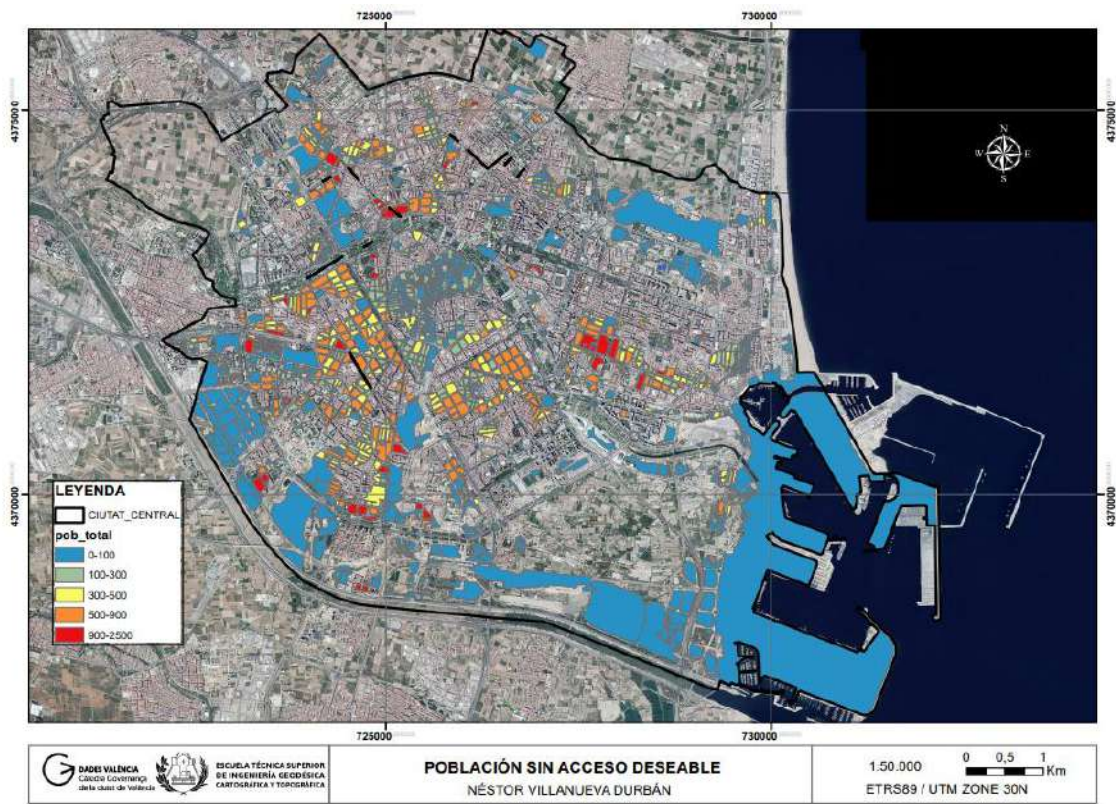 725000 730000
4375000 4375000
N
W E
S
4370000 4370000
LEYENDA
CIUTAT_CENTRAL
pob_total
0-100
100-300
300-500
500-900
900-2500
725000 730000
DADES VALÈNCIA
Càtedra Governança
de la ciutat de València
ESCUELA TÉCNICA SUPERIOR
DE INGENIERÍA GEODÉSICA
CARTOGRÁFICA Y TOPOGRÁFICA
POBLACIÓN SIN ACCESO DESEABLE
NÉSTOR VILLANUEVA DURBÁN
1:50.000
0 0,5 1
Km
ETRS89 / UTM ZONE 30N